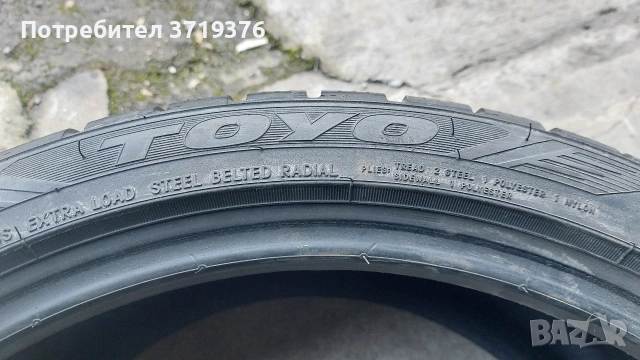 Потребител 3719376
TOYO
EXTRA LOAD STEEL BELTED RADIAL
PLIES: TREAD 2 STEEL 1 POLYESTER 1 NYLON
SIDEWALL 1 POLYESTER
BAZAR